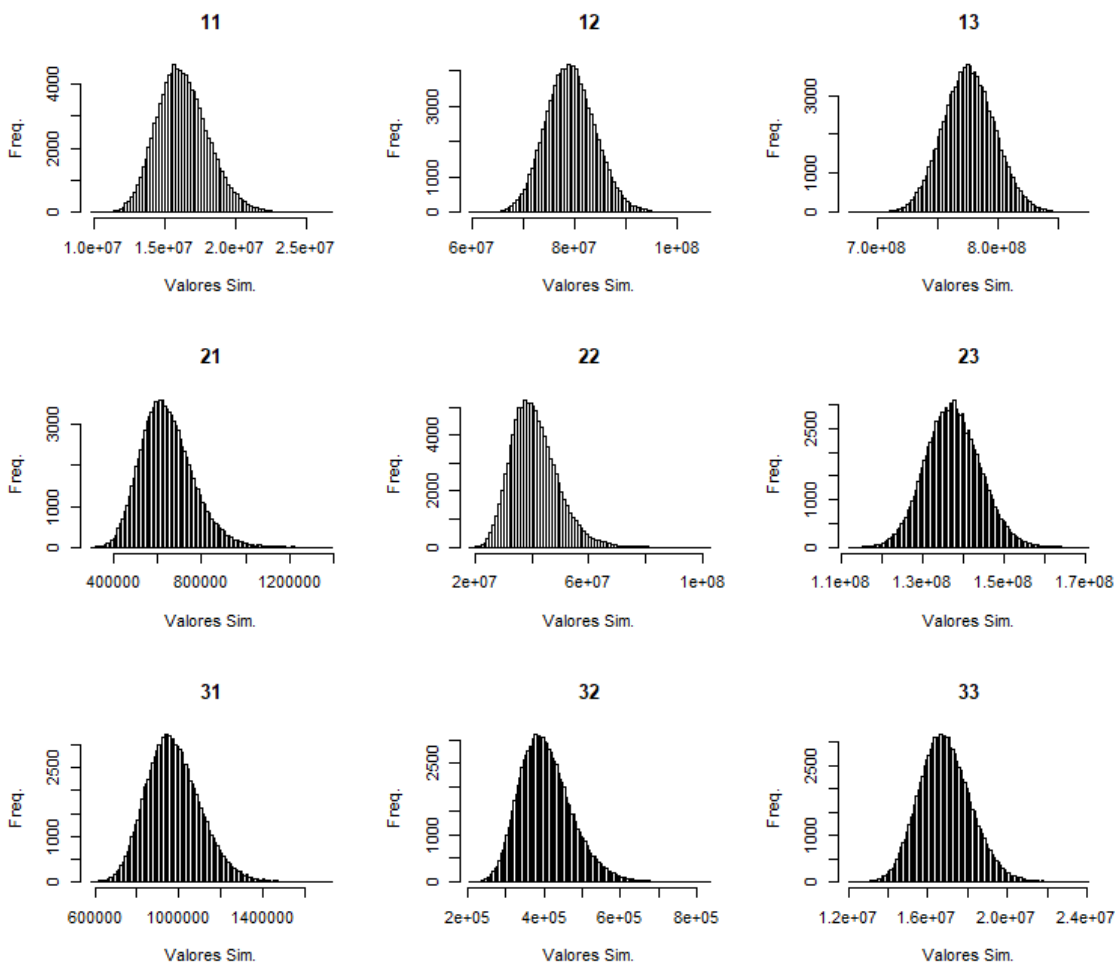 11
Freq.
0 2000 4000
1.0e+07 1.5e+07 2.0e+07 2.5e+07
Valores Sim.
12
Freq.
0 1000 3000
6e+07 8e+07 1e+08
Valores Sim.
13
Freq.
0 1000 3000
7.0e+08 8.0e+08
Valores Sim.
21
Freq.
0 1000 3000
400000 800000 1200000
Valores Sim.
22
Freq.
0 2000 4000
2e+07 6e+07 1e+08
Valores Sim.
23
Freq.
0 1000 2500
1.1e+08 1.3e+08 1.5e+08 1.7e+08
Valores Sim.
31
Freq.
0 1000 2500
600000 1000000 1400000
Valores Sim.
32
Freq.
0 1000 2500
2e+05 4e+05 6e+05 8e+05
Valores Sim.
33
Freq.
0 1000 2500
1.2e+07 1.6e+07 2.0e+07 2.4e+07
Valores Sim.